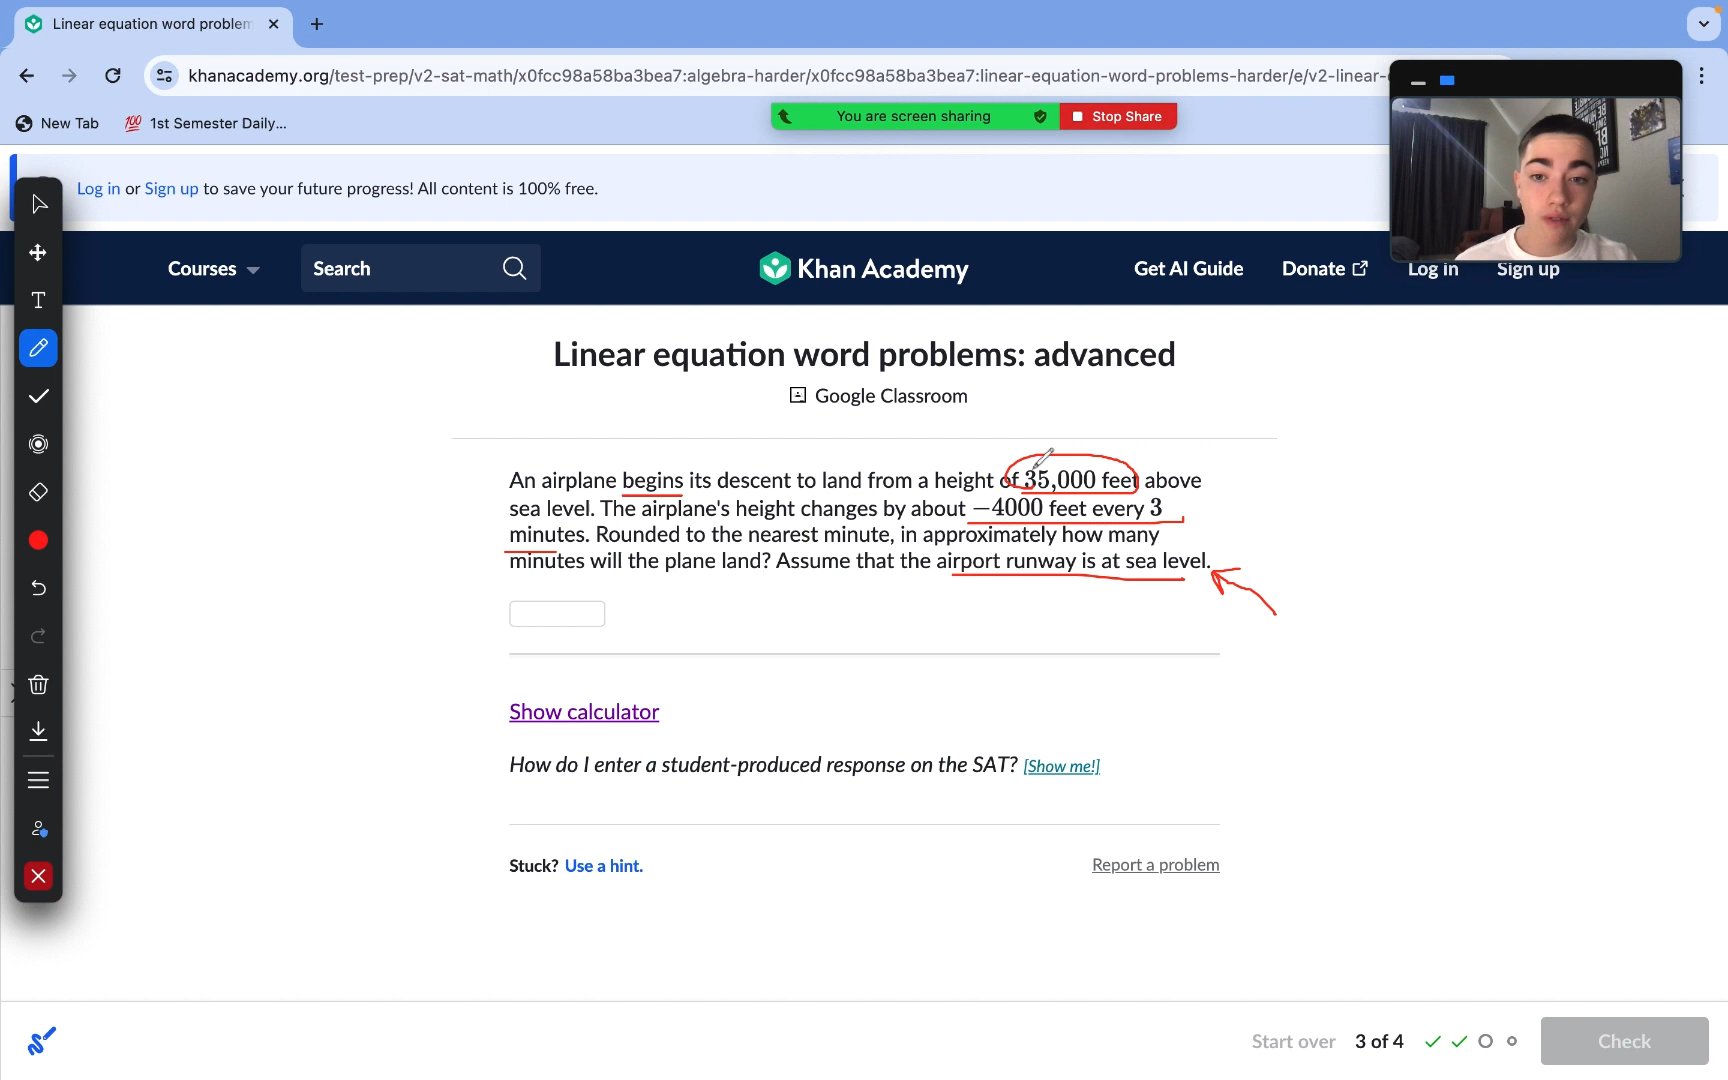 Linear equation word problem
New Tab
💯 1st Semester Daily...
khanacademy.org/test-prep/v2-sat-math/x0fcc98a58ba3bea7:algebra-harder/x0fcc98a58ba3bea7:linear-equation-word-problems-harder/e/v2-linear-
You are screen sharing
Stop Share
Log in or Sign up to save your future progress! All content is 100% free.
Courses
Search
Khan Academy
Get AI Guide
Donate
Log in
Sign up
Linear equation word problems: advanced
Google Classroom
An airplane begins its descent to land from a height of 35,000 feet above
sea level. The airplane's height changes by about −4000 feet every 3
minutes. Rounded to the nearest minute, in approximately how many
minutes will the plane land? Assume that the airport runway is at sea level.
Show calculator
How do I enter a student-produced response on the SAT? [Show me!]
Stuck? Use a hint.
Report a problem
Start over
3 of 4
Check